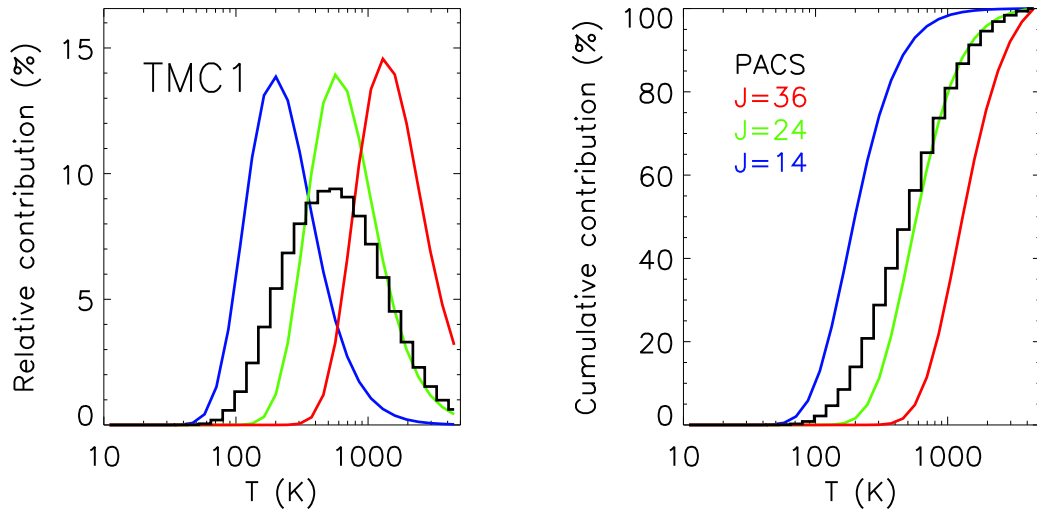 Relative contribution (%)
15
10
5
0
TMC1
10
100
1000
T (K)
Cumulative contribution (%)
100
80
60
40
20
0
PACS
J=36
J=24
J=14
10
100
1000
T (K)